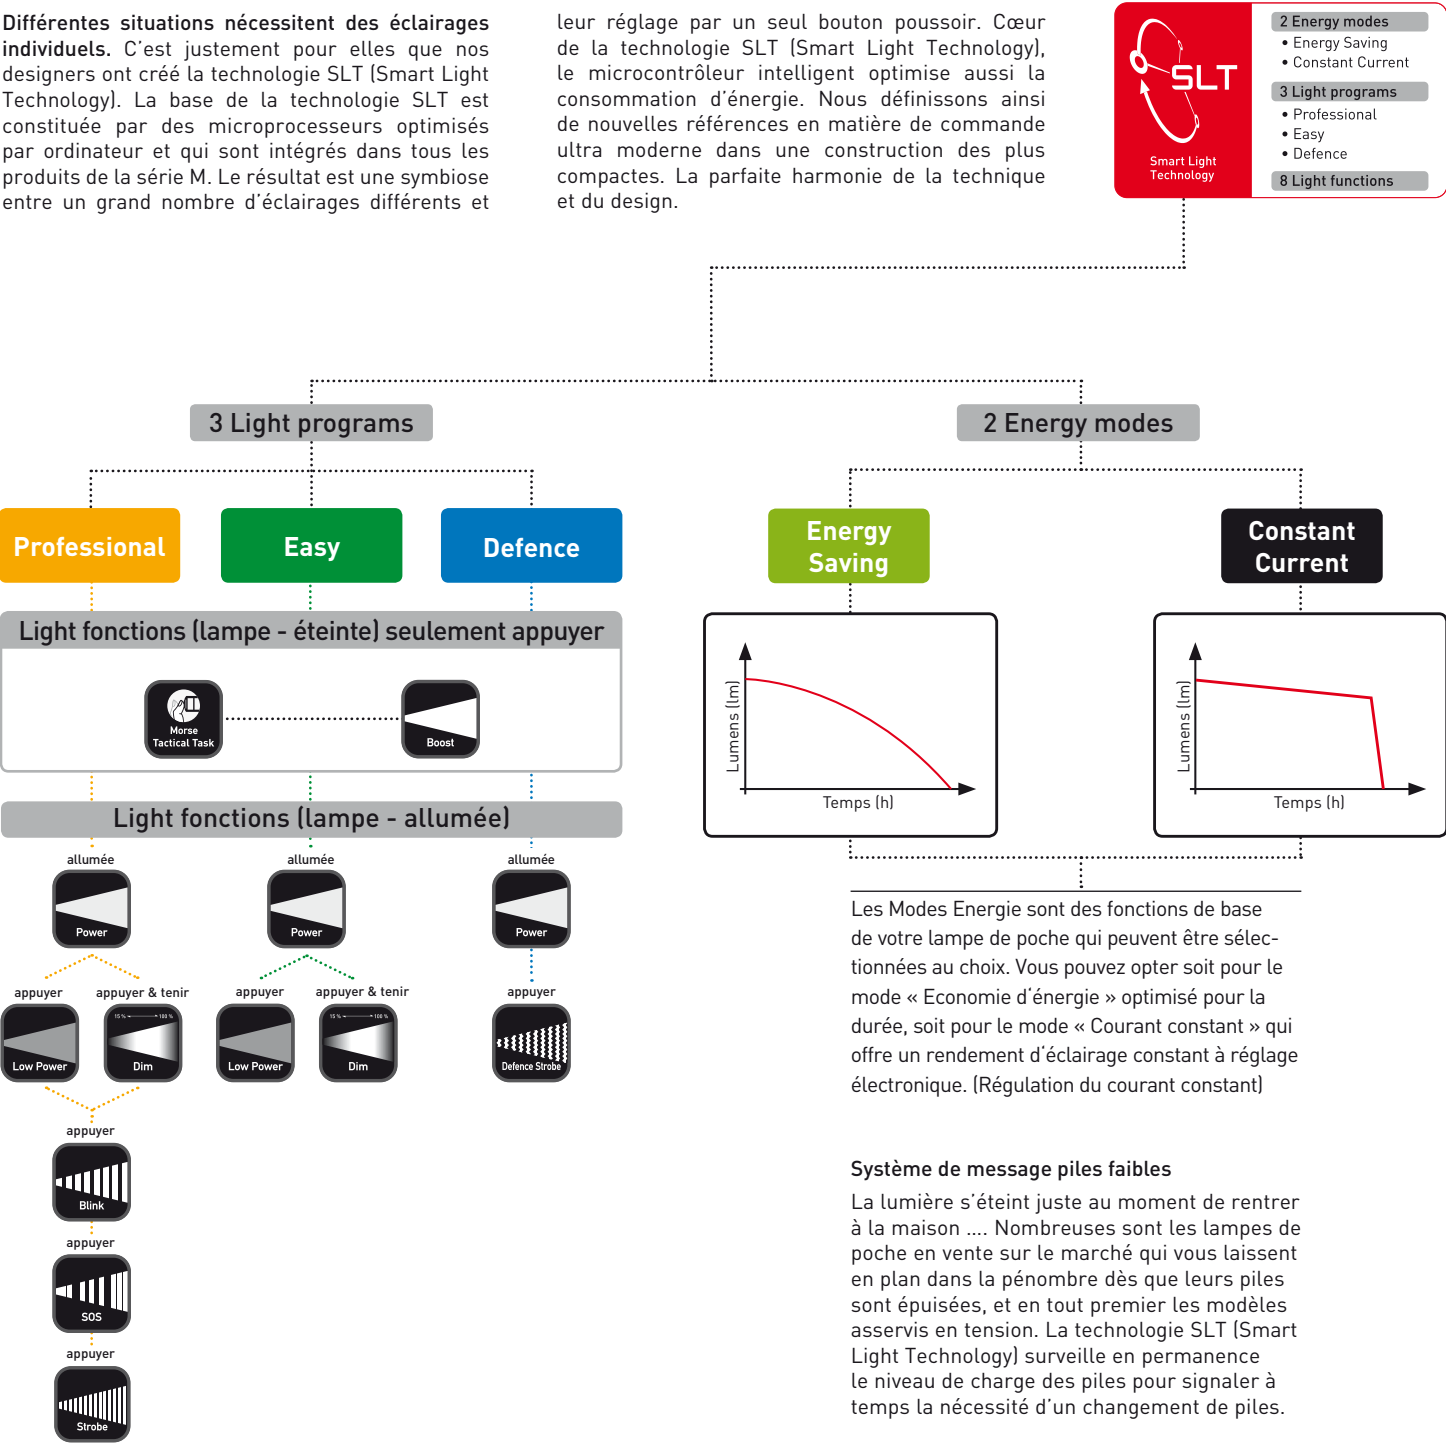 Différentes situations nécessitent des éclairages
individuels. C’est justement pour elles que nos
designers ont créé la technologie SLT (Smart Light
Technology). La base de la technologie SLT est
constituée par des microprocesseurs optimisés
par ordinateur et qui sont intégrés dans tous les
produits de la série M. Le résultat est une symbiose
entre un grand nombre d’éclairages différents et
leur réglage par un seul bouton poussoir. Cœur
de la technologie SLT (Smart Light Technology),
le microcontrôleur intelligent optimise aussi la
consommation d’énergie. Nous définissons ainsi
de nouvelles références en matière de commande
ultra moderne dans une construction des plus
compactes. La parfaite harmonie de la technique
et du design.
SLT
Smart Light
Technology
2 Energy modes
• Energy Saving
• Constant Current
3 Light programs
• Professional
• Easy
• Defence
8 Light functions
3 Light programs
2 Energy modes
Professional
Easy
Defence
Energy
Saving
Constant
Current
Light fonctions (lampe - éteinte) seulement appuyer
Morse
Tactical Task
Boost
Light fonctions (lampe - allumée)
allumée
Power
allumée
Power
allumée
Power
appuyer
Low Power
appuyer & tenir
15 % 100 %
Dim
appuyer
Low Power
appuyer & tenir
15 % 100 %
Dim
appuyer
Defence Strobe
appuyer
Blink
appuyer
SOS
appuyer
Strobe
Lumens (lm)
Temps (h)
Lumens (lm)
Temps (h)
Les Modes Energie sont des fonctions de base
de votre lampe de poche qui peuvent être sélec-
tionnées au choix. Vous pouvez opter soit pour le
mode « Economie d‘énergie » optimisé pour la
durée, soit pour le mode « Courant constant » qui
offre un rendement d‘éclairage constant à réglage
électronique. (Régulation du courant constant)
Système de message piles faibles
La lumière s’éteint juste au moment de rentrer
à la maison .... Nombreuses sont les lampes de
poche en vente sur le marché qui vous laissent
en plan dans la pénombre dès que leurs piles
sont épuisées, et en tout premier les modèles
asservis en tension. La technologie SLT (Smart
Light Technology) surveille en permanence
le niveau de charge des piles pour signaler à
temps la nécessité d’un changement de piles.